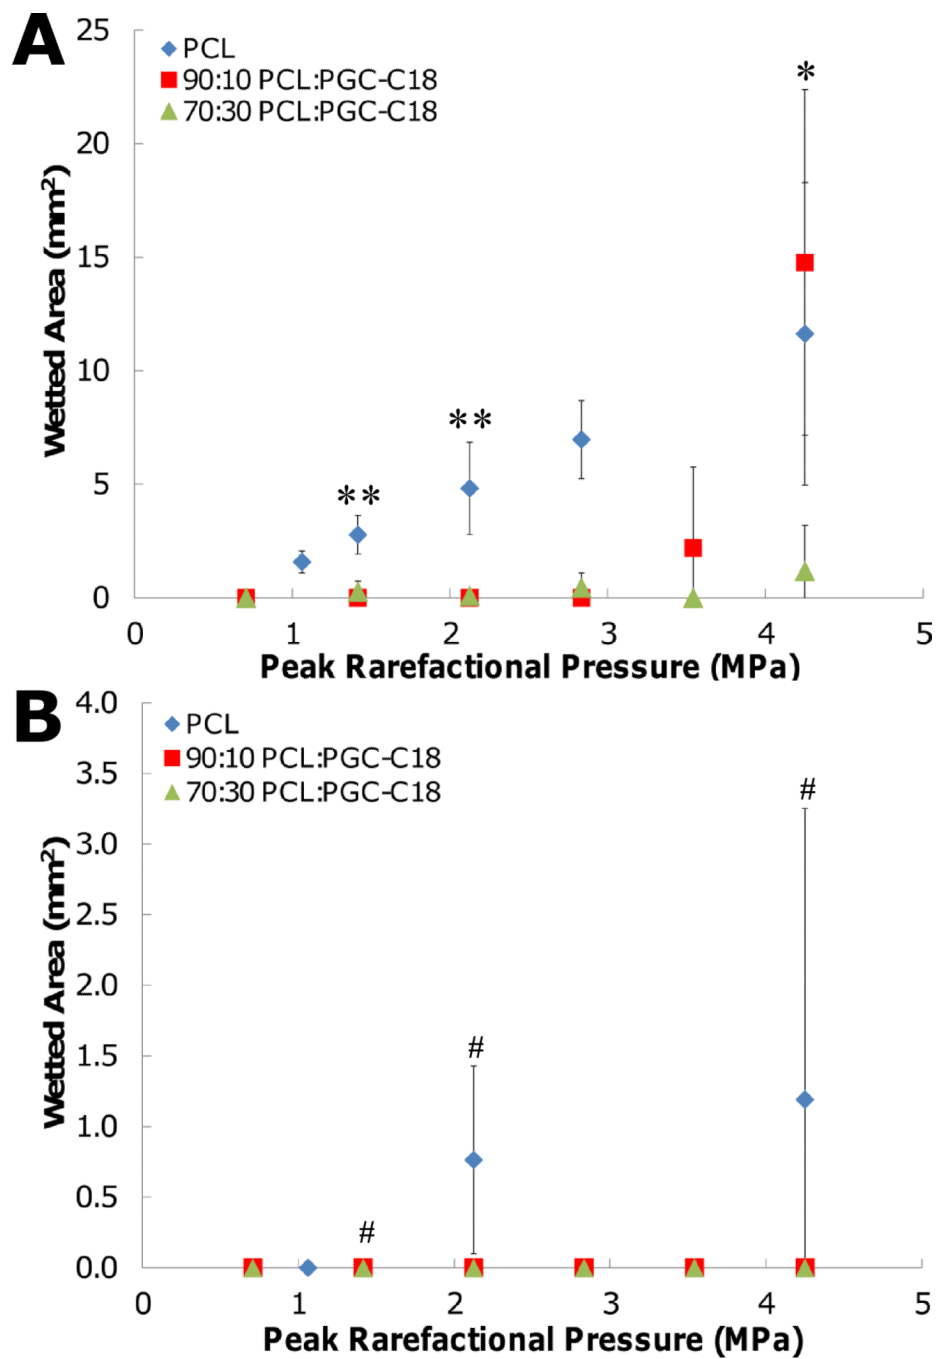 A
25
20
15
10
5
0
Wetted Area (mm²)
PCL
90:10 PCL:PGC-C18
70:30 PCL:PGC-C18
**
**
*
0 1 2 3 4 5
Peak Rarefactional Pressure (MPa)
B
4.0
3.5
3.0
2.5
2.0
1.5
1.0
0.5
0.0
Wetted Area (mm²)
PCL
90:10 PCL:PGC-C18
70:30 PCL:PGC-C18
#
#
#
0 1 2 3 4 5
Peak Rarefactional Pressure (MPa)